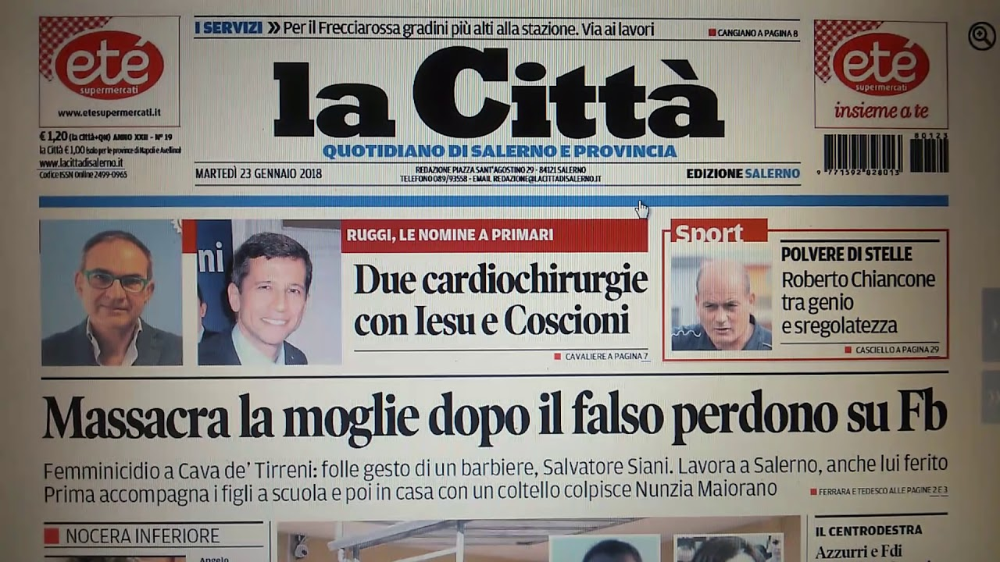 eté
supermercati
www.etesupermercati.it
I SERVIZI » Per il Frecciarossa gradini più alti alla stazione. Via ai lavori
■ CANGIANO A PAGINA 8
eté
supermercati
insieme a te
la Città
QUOTIDIANO DI SALERNO E PROVINCIA
€ 1,20 (la Città+QN) ANNO XXII - N° 19
la Città € 1,00 (solo per le province di Napoli e Avellino)
www.lacittadisalerno.it
Codice ISSN Online 2499-0965
MARTEDÌ 23 GENNAIO 2018
REDAZIONE PIAZZA SANT'AGOSTINO 29 - 84121 SALERNO
TELEFONO 089/93558 - EMAIL REDAZIONE@LACITTADISALERNO.IT
EDIZIONE SALERNO
80123
9 771592 828013
ni
RUGGI, LE NOMINE A PRIMARI
Due cardiochirurgie
con Iesu e Coscioni
■ CAVALIERE A PAGINA 7
Sport
POLVERE DI STELLE
Roberto Chiancone
tra genio
e sregolatezza
■ CASCIELLO A PAGINA 29
Massacra la moglie dopo il falso perdono su Fb
Femminicidio a Cava de' Tirreni: folle gesto di un barbiere, Salvatore Siani. Lavora a Salerno, anche lui ferito
Prima accompagna i figli a scuola e poi in casa con un coltello colpisce Nunzia Maiorano
■ FERRARA E TEDESCO ALLE PAGINE 2 E 3
■ NOCERA INFERIORE
Angelo
IL CENTRODESTRA
Azzurri e Fdi